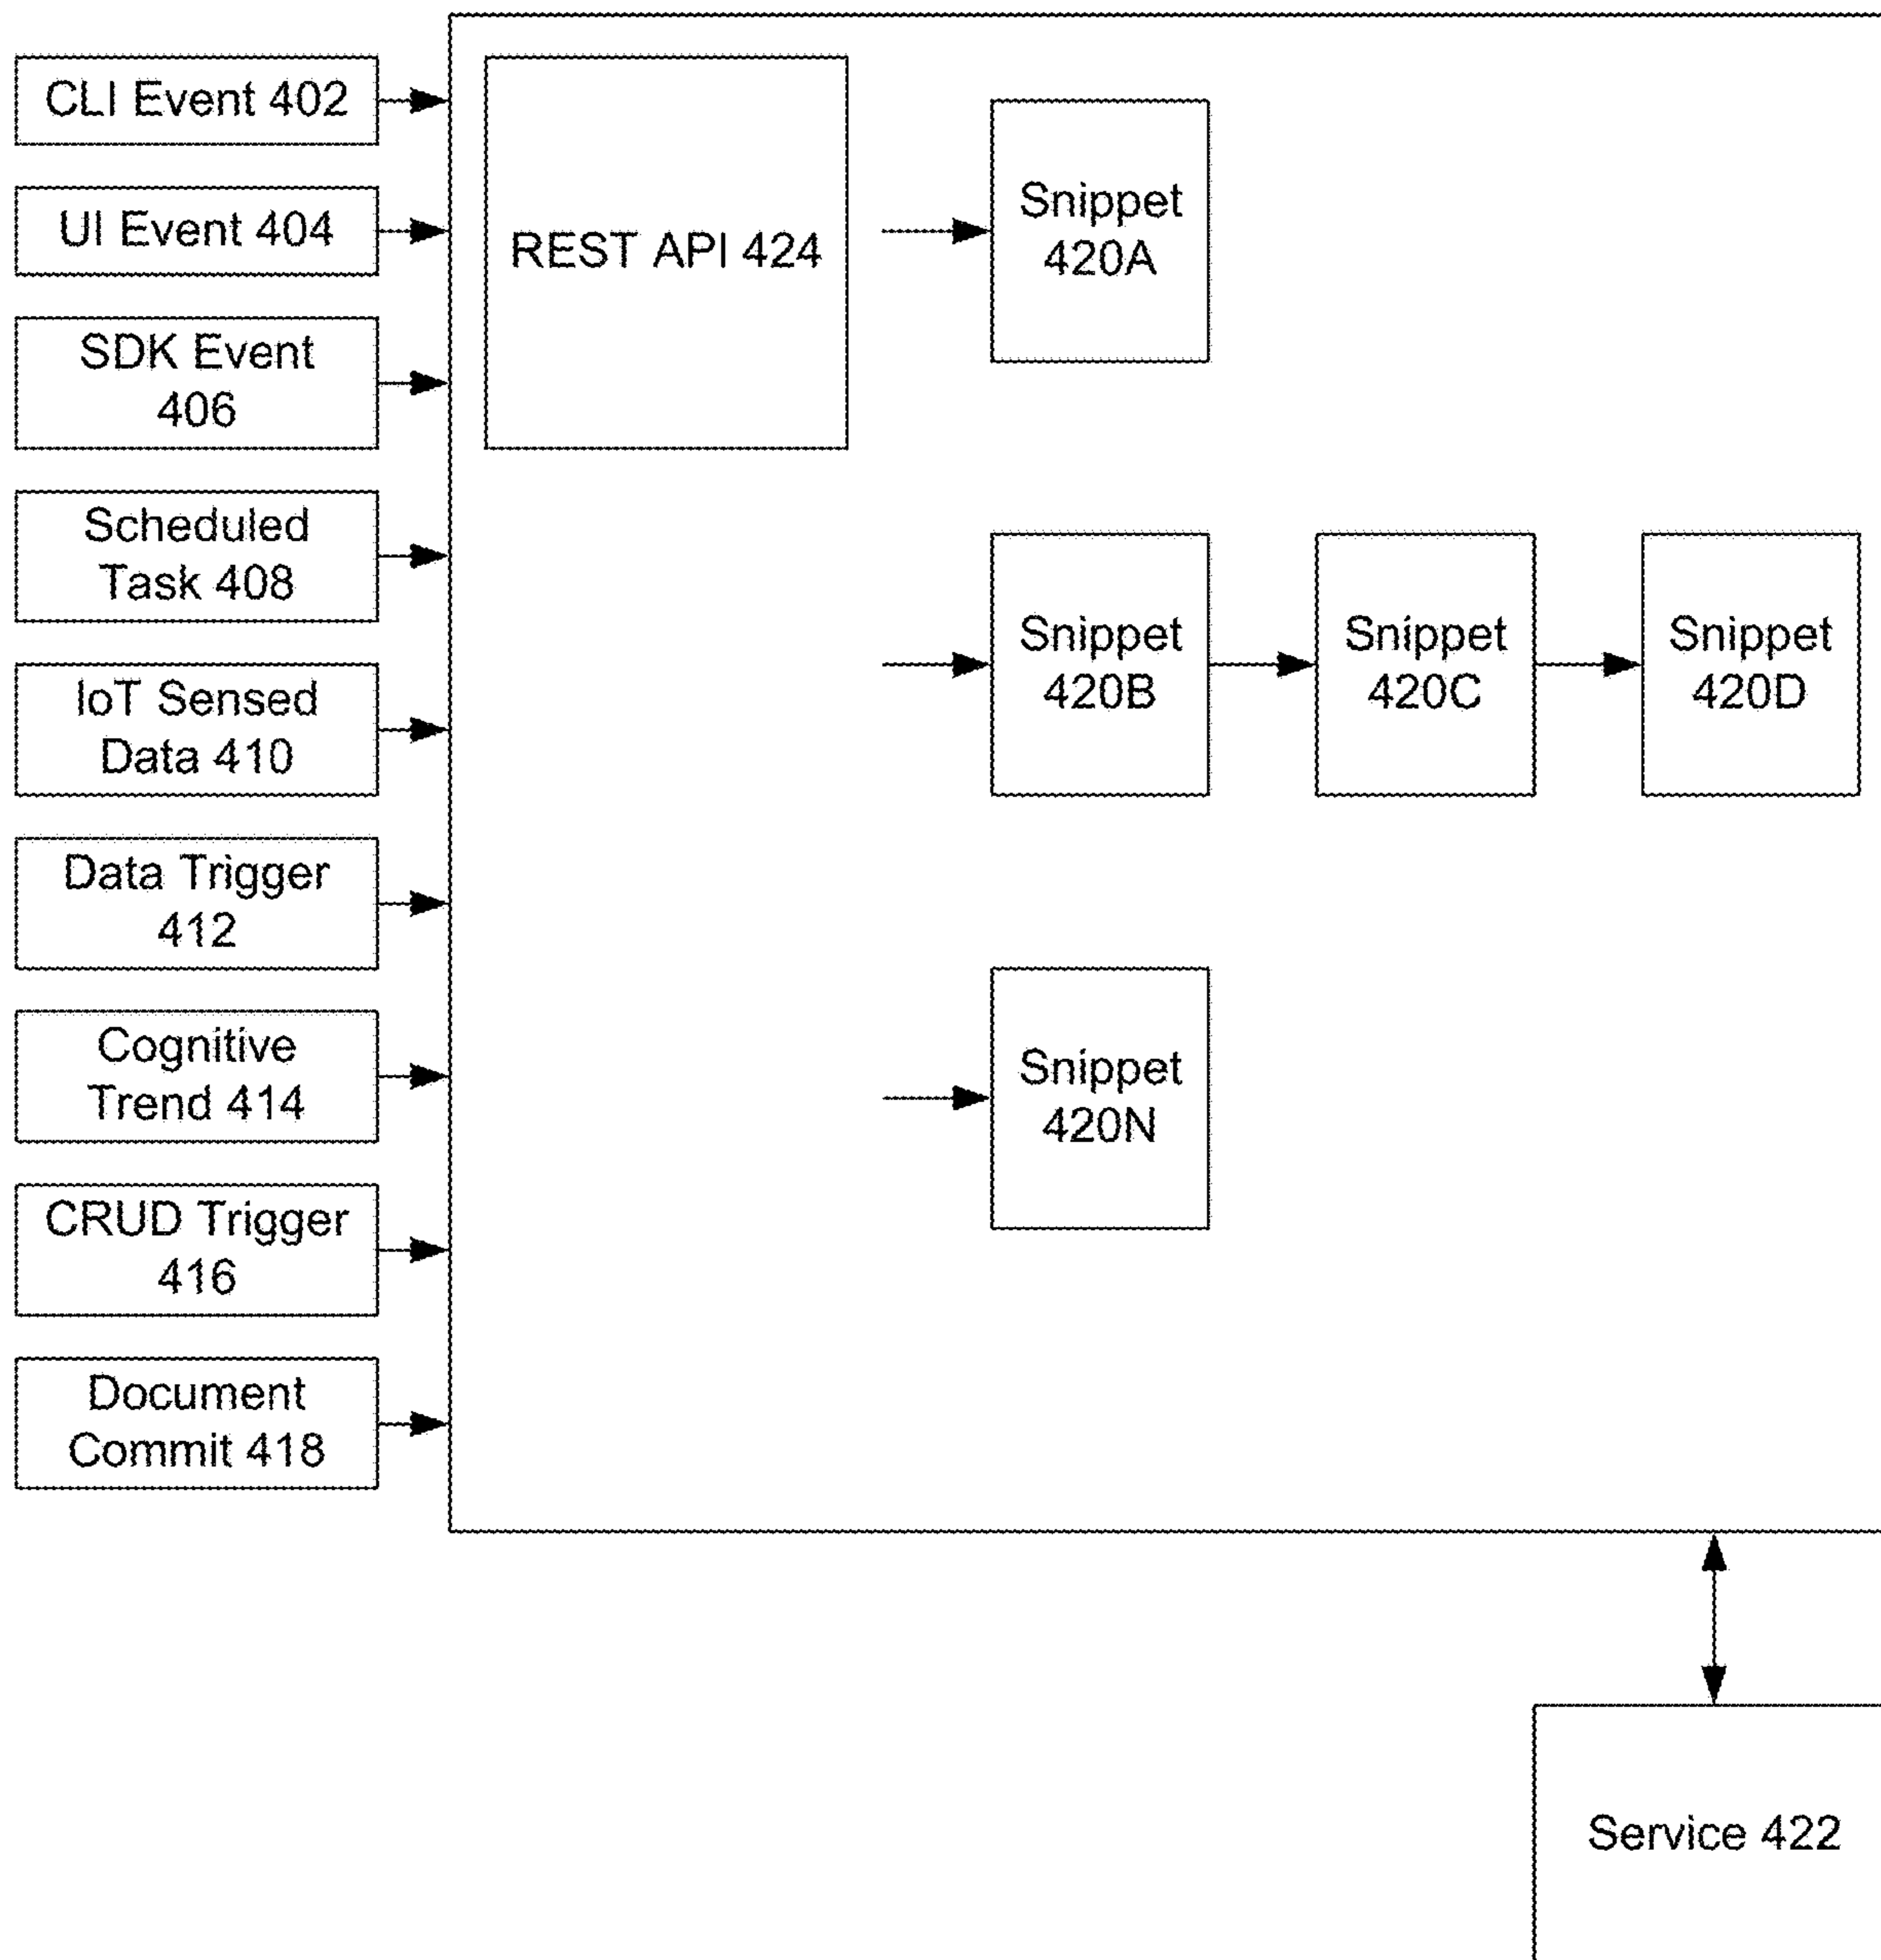 CLI Event 402
UI Event 404
SDK Event
406
Scheduled
Task 408
IoT Sensed
Data 410
Data Trigger
412
Cognitive
Trend 414
CRUD Trigger
416
Document
Commit 418
REST API 424
Snippet
420A
Snippet
420B
Snippet
420C
Snippet
420D
Snippet
420N
Service 422